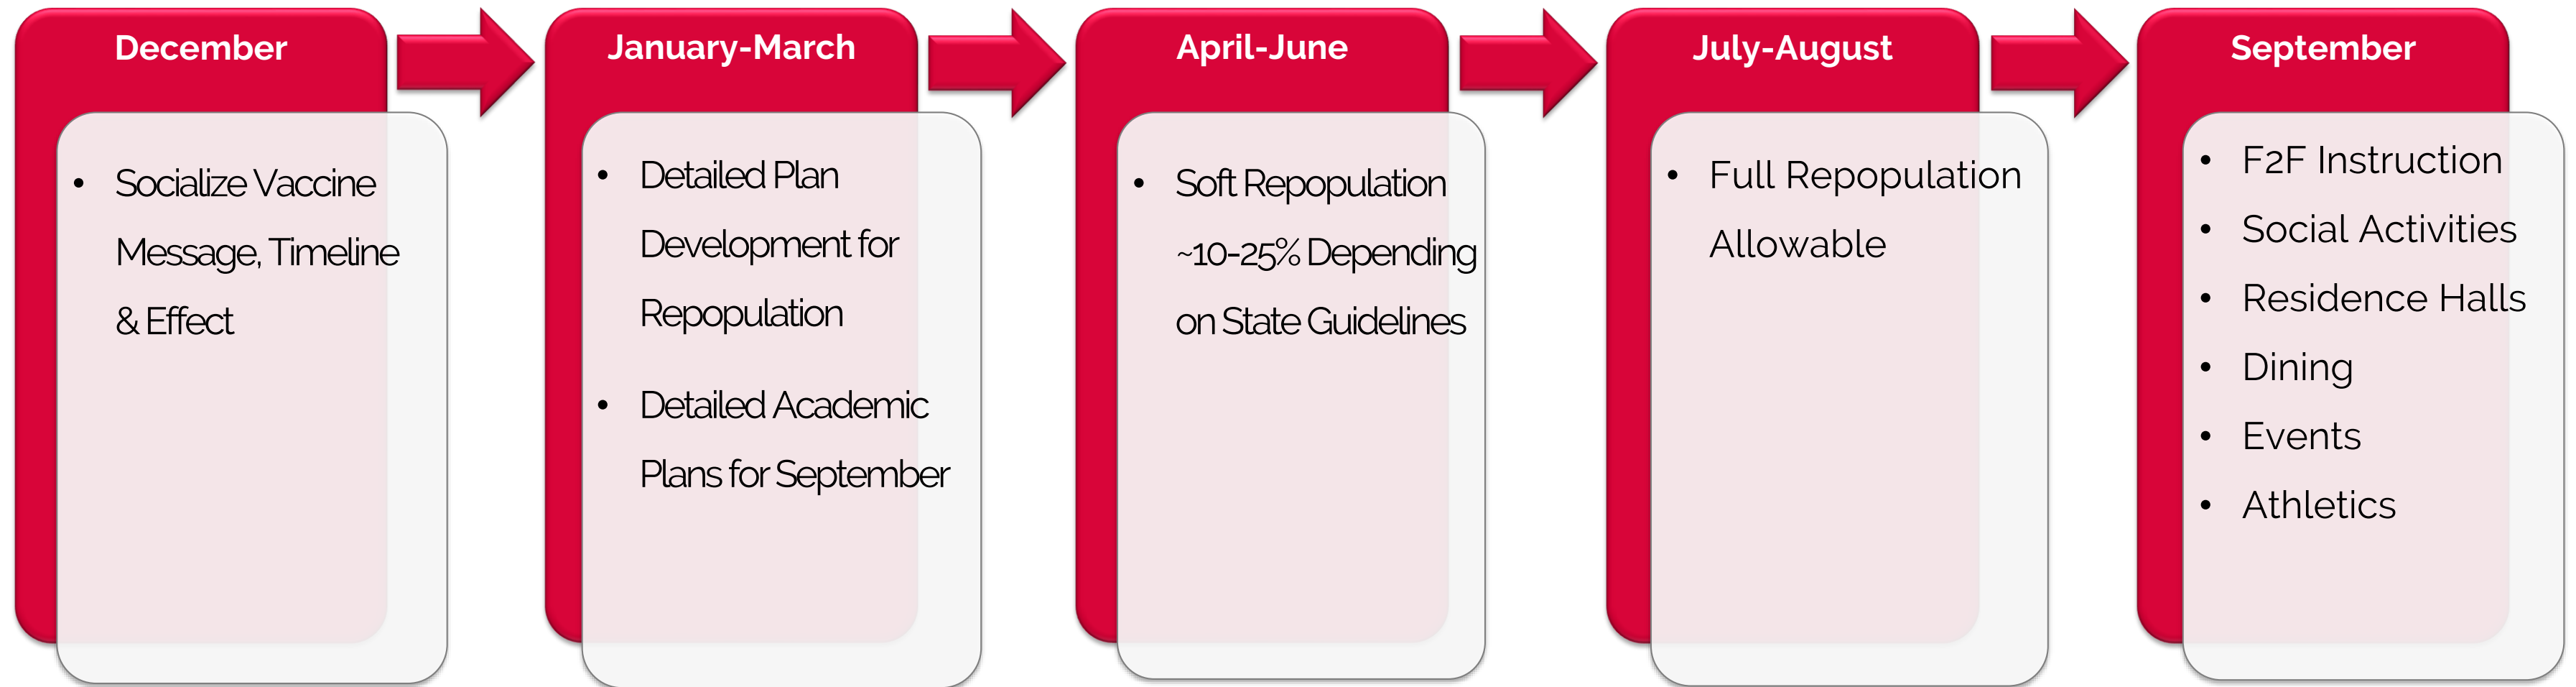 December
• Socialize Vaccine
Message, Timeline
& Effect
January-March
• Detailed Plan
Development for
Repopulation
• Detailed Academic
Plans for September
April-June
• Soft Repopulation
~10-25% Depending
on State Guidelines
July-August
• Full Repopulation
Allowable
September
• F2F Instruction
• Social Activities
• Residence Halls
• Dining
• Events
• Athletics